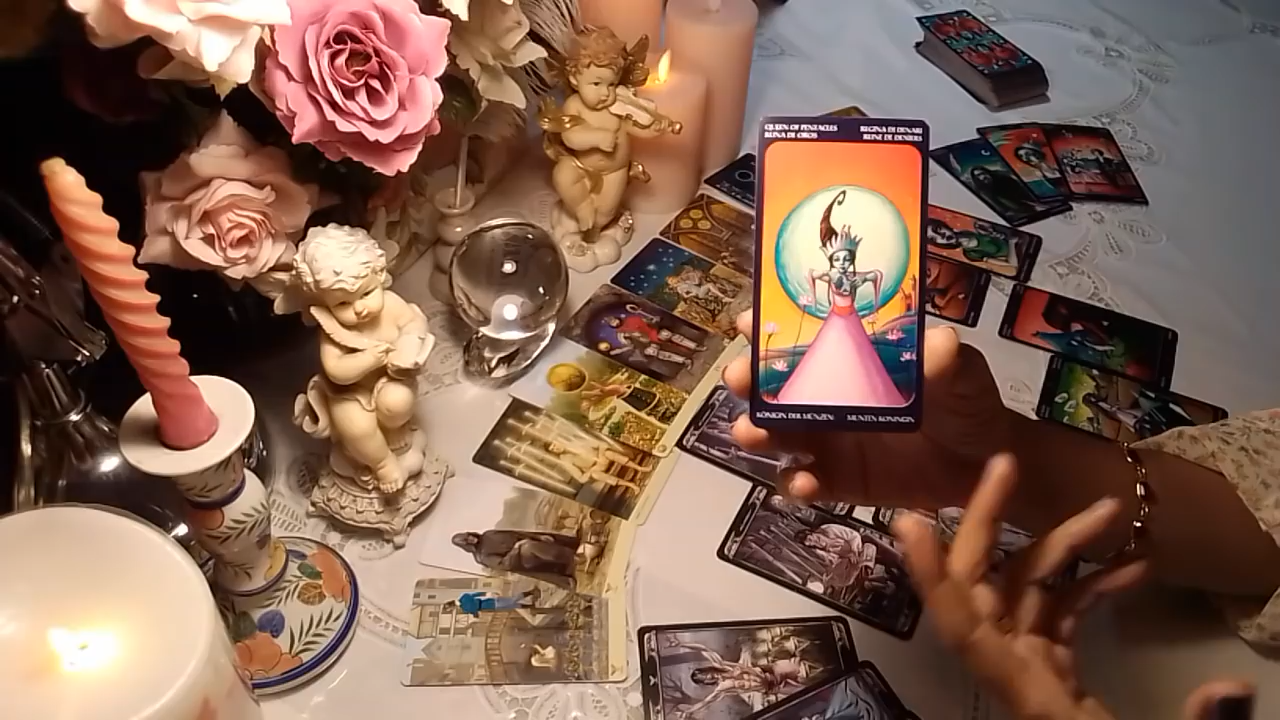 QUEEN OF PENTACLES
REINA DE OROS
REGINA DI DENARI
REINE DE DENIERS
KÖNIGIN DER MÜNZEN
MUNTEN KONINGIN